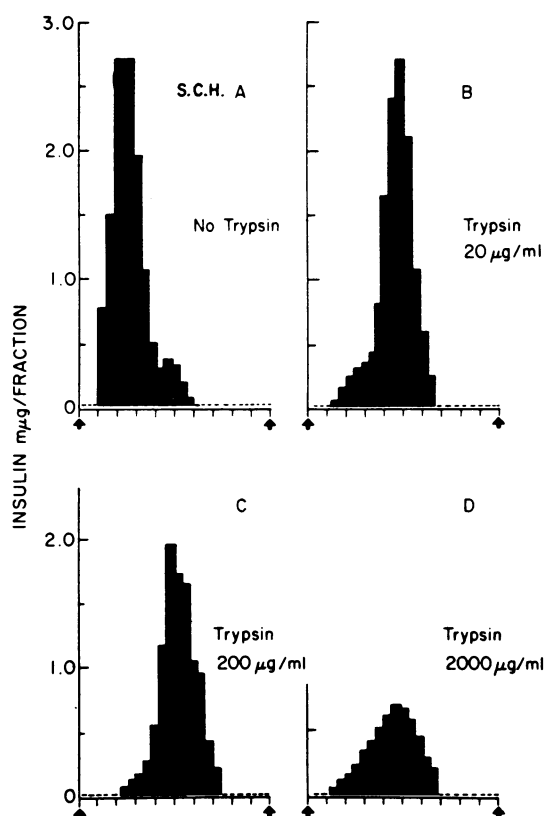 3.0
S.C.H. A
B
2.0
No Trypsin
Trypsin
20 μg/ml
1.0
0
INSULIN mμg/FRACTION
C
D
2.0
Trypsin
200 μg/ml
Trypsin
2000 μg/ml
1.0
0